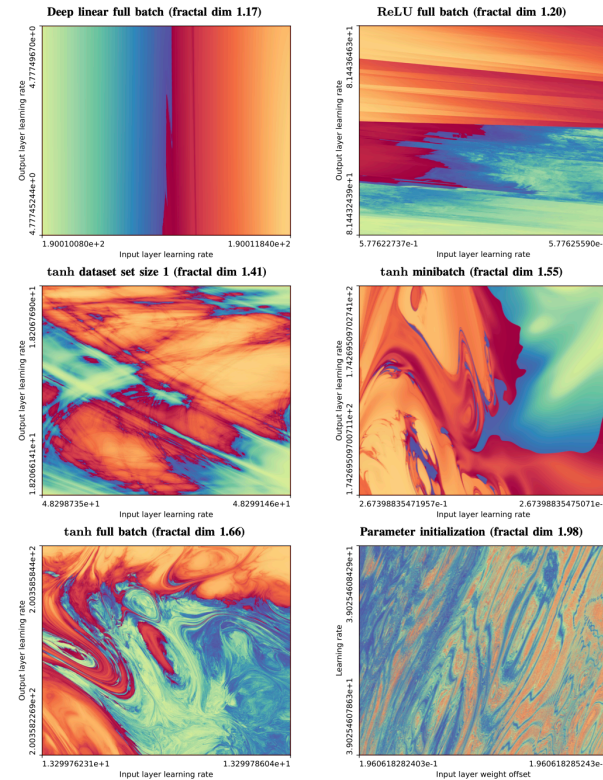 Deep linear full batch (fractal dim 1.17)
Output layer learning rate
4.77745244e+0
4.77749670e+0
1.90010080e+2
1.90011840e+2
Input layer learning rate
ReLU full batch (fractal dim 1.20)
Output layer learning rate
8.14432439e+1
8.14436463e+1
5.77622737e-1
5.77625590e-
Input layer learning rate
tanh dataset set size 1 (fractal dim 1.41)
Output layer learning rate
1.82066141e+1
1.82067690e+1
4.8298735e+1
4.8299146e+1
Input layer learning rate
tanh minibatch (fractal dim 1.55)
Output layer learning rate
1.74269509700711e+2
1.74269509702741e+2
2.67398835471957e-1
2.67398835475071e-
Input layer learning rate
tanh full batch (fractal dim 1.66)
Output layer learning rate
2.003582269e+2
2.003585844e+2
1.329976231e+1
1.329978604e+1
Input layer learning rate
Parameter initialization (fractal dim 1.98)
Learning rate
3.90254607863e+1
3.90254608429e+1
1.960618282403e-1
1.960618285243e-
Input layer weight offset